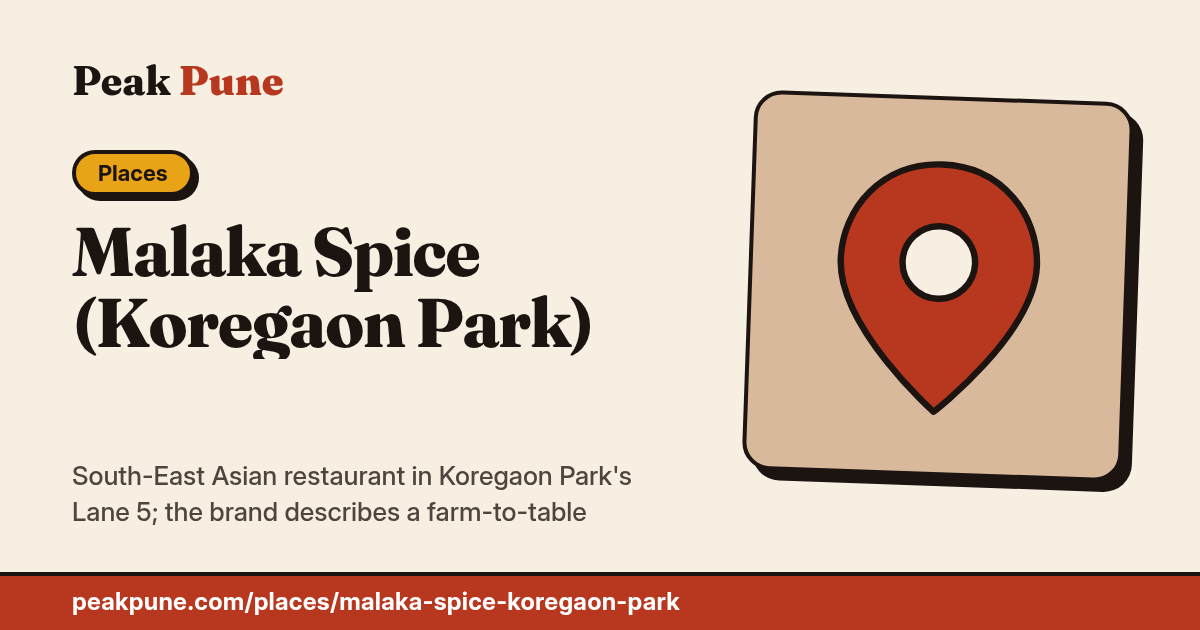 Peak Pune
Places
Malaka Spice
(Koregaon Park)
South-East Asian restaurant in Koregaon Park's
Lane 5; the brand describes a farm-to-table
peakpune.com/places/malaka-spice-koregaon-park